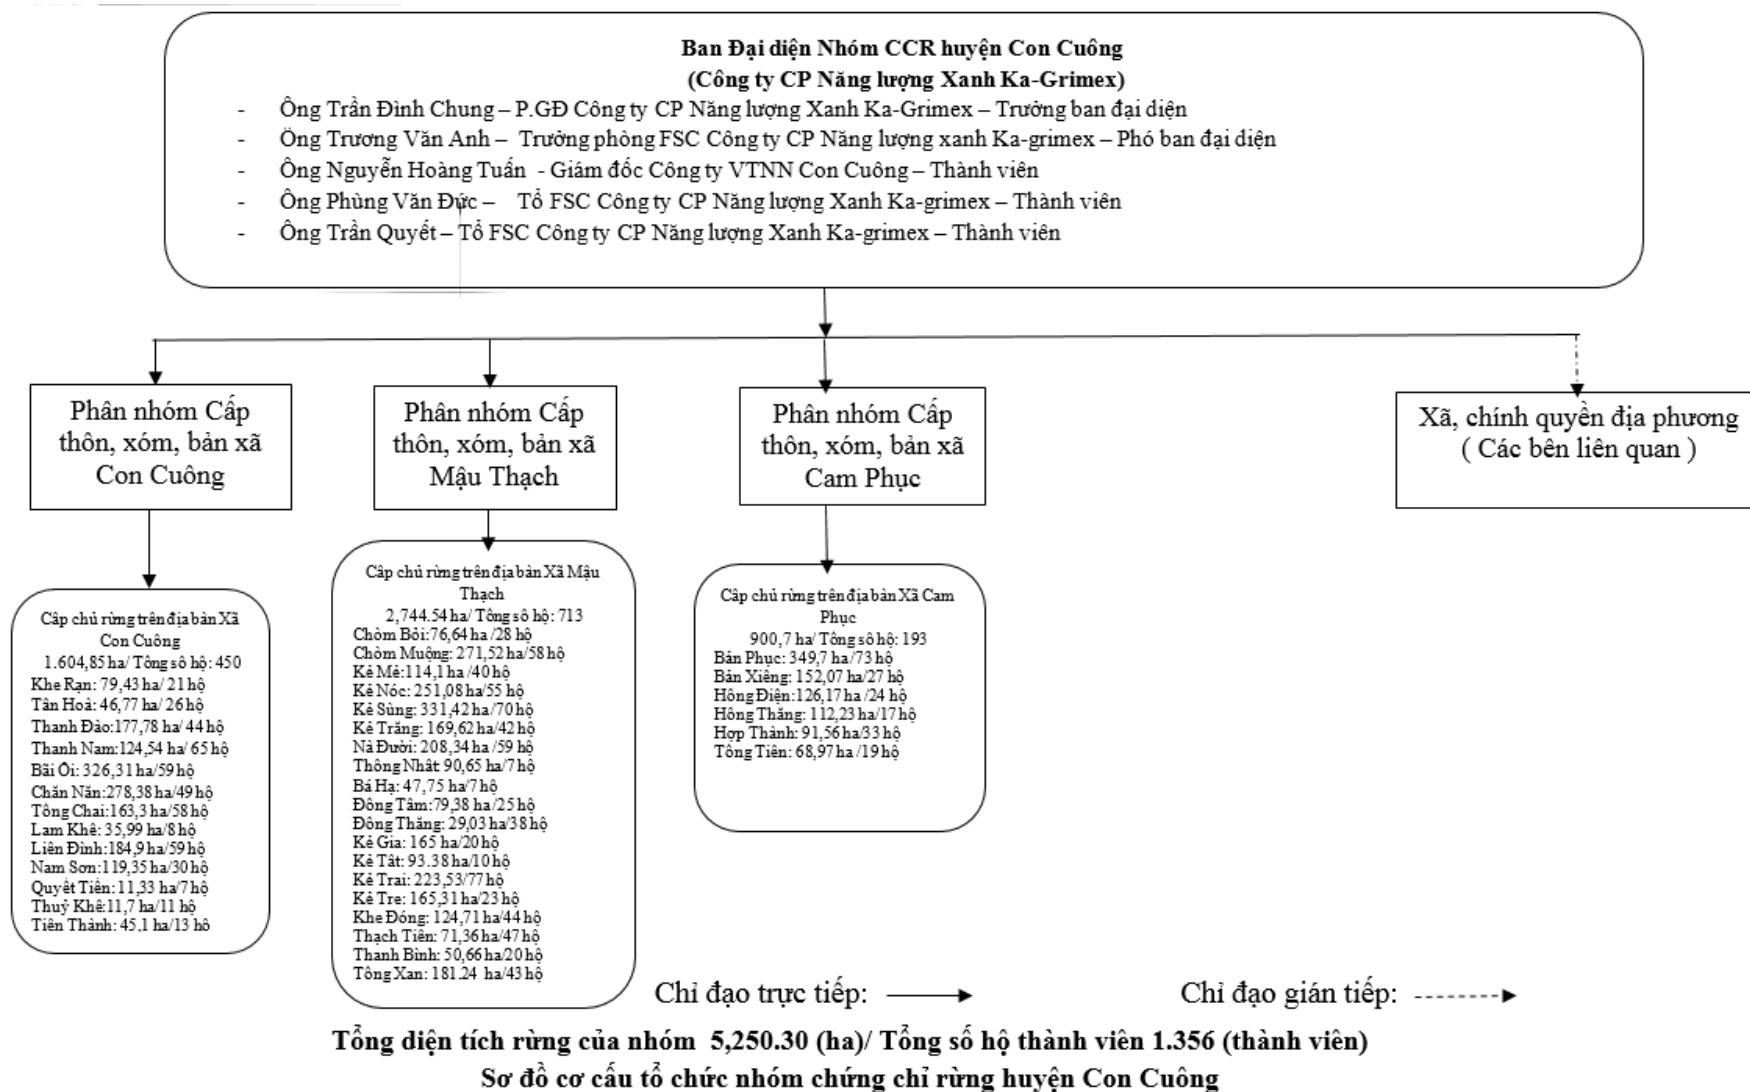 Ban Đại diện Nhóm CCR huyện Con Cuông
(Công ty CP Năng lượng Xanh Ka-Grimex)
- Ông Trần Đình Chung – P.GĐ Công ty CP Năng lượng Xanh Ka-Grimex – Trưởng ban đại diện
- Ông Trương Văn Anh – Trưởng phòng FSC Công ty CP Năng lượng xanh Ka-grimex – Phó ban đại diện
- Ông Nguyễn Hoàng Tuấn - Giám đốc Công ty VTNN Con Cuông – Thành viên
- Ông Phùng Văn Đức – Tổ FSC Công ty CP Năng lượng Xanh Ka-grimex – Thành viên
- Ông Trần Quyết – Tổ FSC Công ty CP Năng lượng Xanh Ka-grimex – Thành viên
Phân nhóm Cấp
thôn, xóm, bản xã
Con Cuông
Phân nhóm Cấp
thôn, xóm, bản xã
Mậu Thạch
Phân nhóm Cấp
thôn, xóm, bản xã
Cam Phục
Xã, chính quyền địa phương
( Các bên liên quan )
Cấp chủ rừng trên địa bàn Xã
Con Cuông
1.604,85 ha/ Tổng số hộ: 450
Khe Rạn: 79,43 ha/ 21 hộ
Tân Hoà: 46,77 ha/ 26 hộ
Thanh Đào:177,78 ha/ 44 hộ
Thanh Nam:124,54 ha/ 65 hộ
Bãi Ổi: 326,31 ha/59 hộ
Chăn Năn:278,38 ha/49 hộ
Tông Chai:163,3 ha/58 hộ
Lam Khê: 35,99 ha/8 hộ
Liên Đình:184,9 ha/59 hộ
Nam Sơn:119,35 ha/30 hộ
Quyết Tiến: 11,33 ha/7 hộ
Thuỷ Khê:11,7 ha/11 hộ
Tiến Thành: 45,1 ha/13 hộ
Cấp chủ rừng trên địa bàn Xã Mậu
Thạch
2,744.54 ha/ Tổng số hộ: 713
Chòm Bỏi:76,64 ha /28 hộ
Chòm Muộng: 271,52 ha/58 hộ
Kẻ Mẻ:114,1ha /40 hộ
Kẻ Nóc: 251,08 ha/55 hộ
Kẻ Sùng: 331,42 ha/70 hộ
Kẻ Trằng: 169,62 ha/42 hộ
Nà Đười: 208,34 ha /59 hộ
Thống Nhất: 90,65 ha/7 hộ
Bá Hạ: 47,75 ha/7 hộ
Đồng Tâm:79,38 ha/25 hộ
Đồng Thắng: 29,03 ha/38 hộ
Kẻ Gia: 165 ha/20 hộ
Kẻ Tắt: 93.38 ha/10 hộ
Kẻ Trai: 223,53/77 hộ
Kẻ Tre: 165,31 ha/23 hộ
Khe Đóng: 124,71 ha/44 hộ
Thạch Tiến: 71,36 ha/47 hộ
Thanh Bình: 50,66 ha/20 hộ
Tông Xan: 181.24 ha/43 hộ
Cấp chủ rừng trên địa bàn Xã Cam
Phục
900,7 ha/ Tổng số hộ: 193
Bản Phục: 349,7 ha/73 hộ
Bản Xiềng: 152,07 ha/27 hộ
Hồng Điện:126,17 ha /24 hộ
Hồng Thắng: 112,23 ha/17 hộ
Hợp Thành: 91,56 ha/33 hộ
Tông Tiến: 68,97 ha /19 hộ
Chỉ đạo trực tiếp:
Chỉ đạo gián tiếp:
Tổng diện tích rừng của nhóm 5,250.30 (ha)/ Tổng số hộ thành viên 1.356 (thành viên)
Sơ đồ cơ cấu tổ chức nhóm chứng chỉ rừng huyện Con Cuông